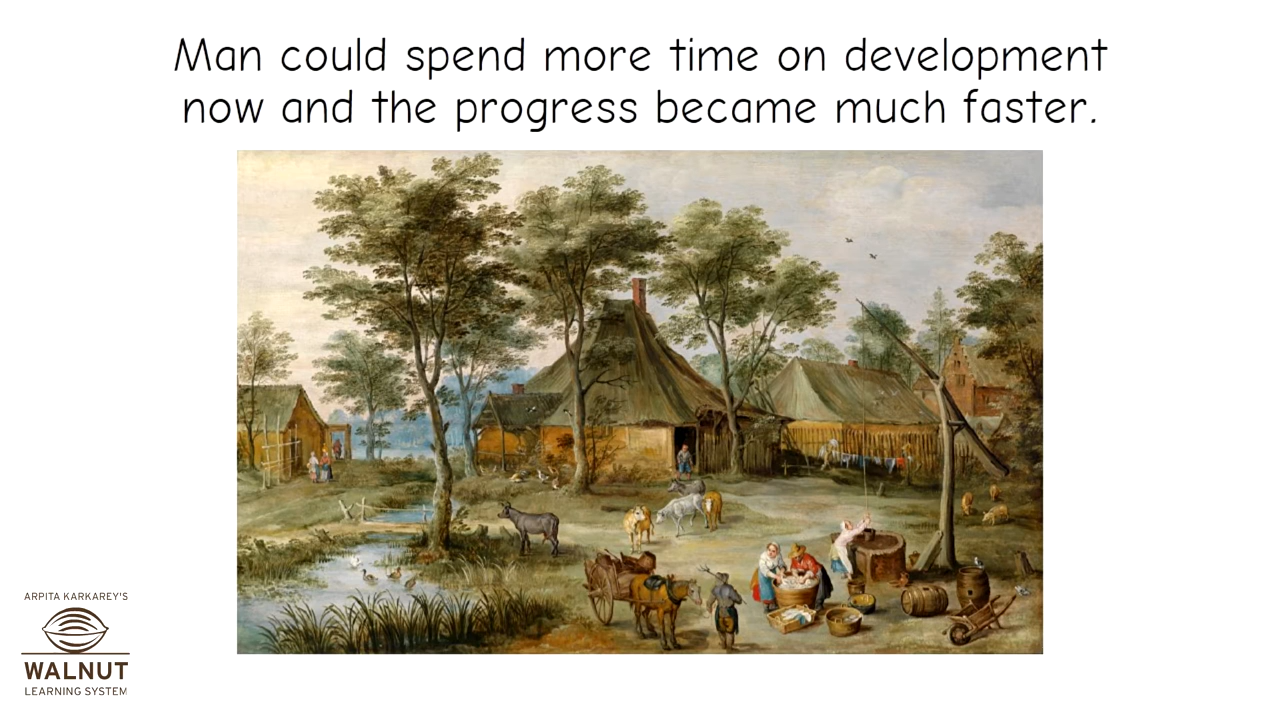 Man could spend more time on development
now and the progress became much faster.
ARPITA KARKAREY'S
WALNUT
LEARNING SYSTEM